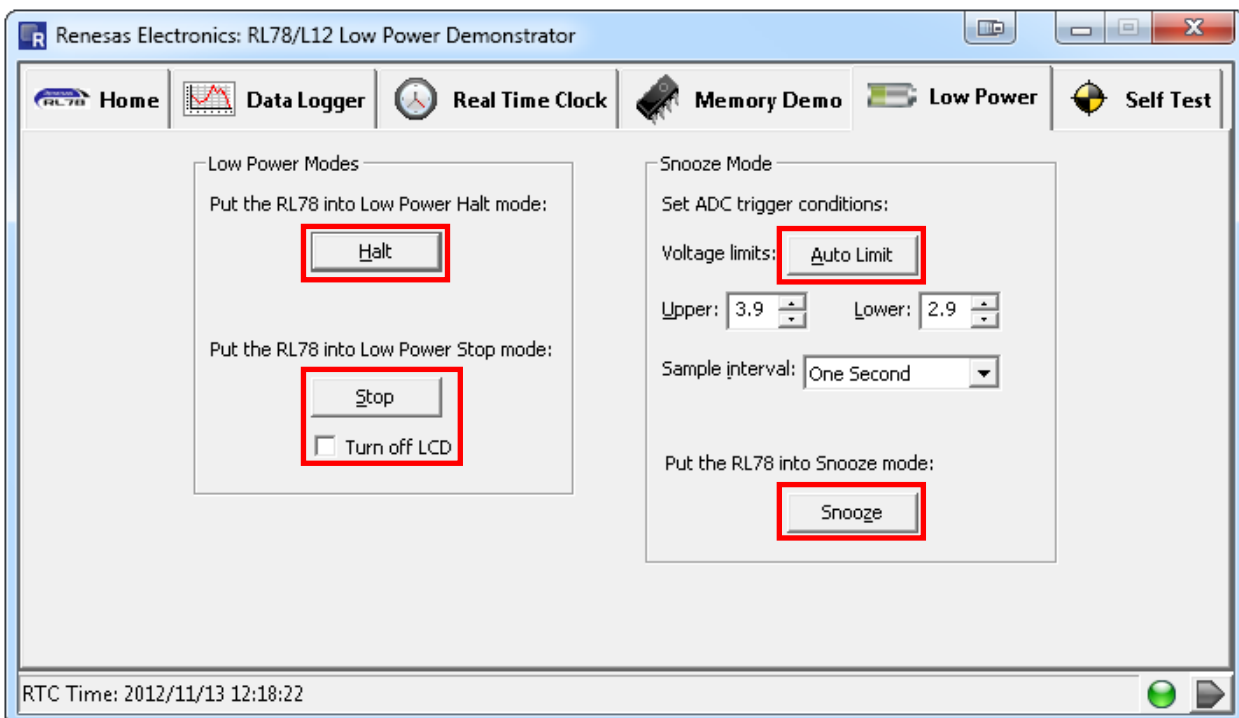 Renesas Electronics: RL78/L12 Low Power Demonstrator
RL78 Home Data Logger Real Time Clock Memory Demo Low Power Self Test
Low Power Modes
Put the RL78 into Low Power Halt mode:
Halt
Put the RL78 into Low Power Stop mode:
Stop
Turn off LCD
Snooze Mode
Set ADC trigger conditions:
Voltage limits: Auto Limit
Upper: 3.9 Lower: 2.9
Sample interval: One Second
Put the RL78 into Snooze mode:
Snooze
RTC Time: 2012/11/13 12:18:22